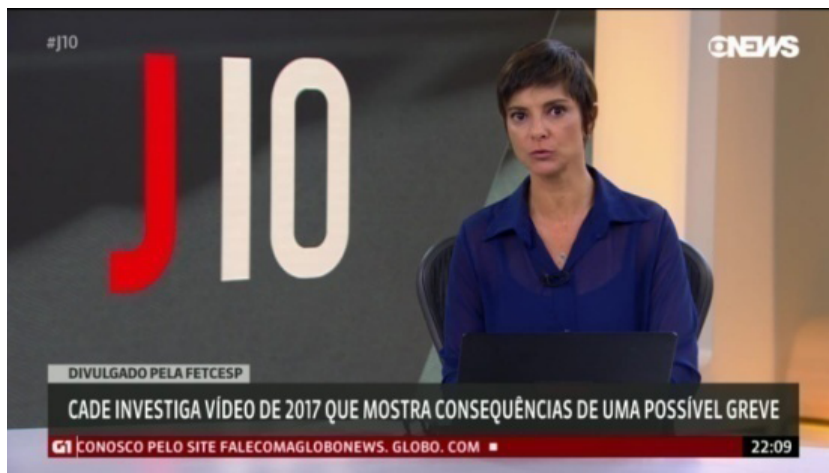 #J10
GNEWS
J10
DIVULGADO PELA FETCESP
CADE INVESTIGA VÍDEO DE 2017 QUE MOSTRA CONSEQUÊNCIAS DE UMA POSSÍVEL GREVE
G1 CONOSCO PELO SITE FALECOMAGLOBONEWS. GLOBO. COM
22:09